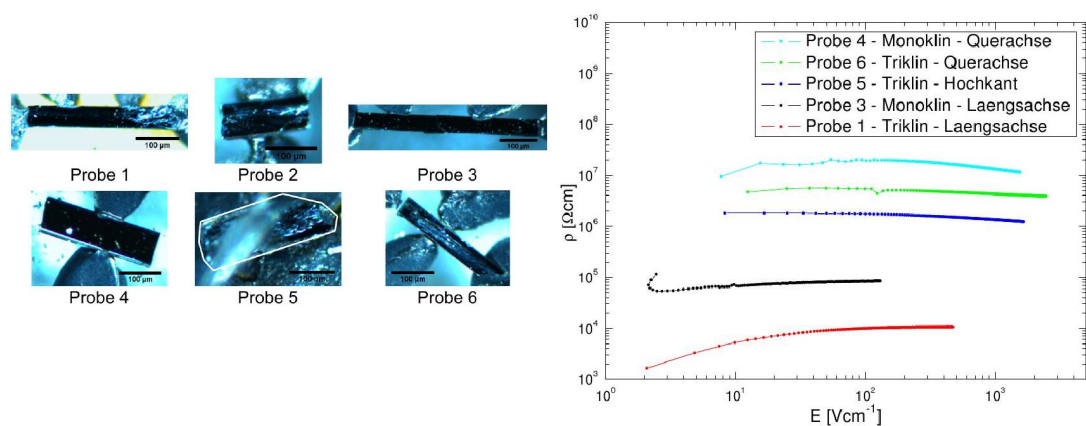 100 µm
Probe 1
100 µm
Probe 2
100 µm
Probe 3
100 µm
Probe 4
100 µm
Probe 5
100 µm
Probe 6
10¹⁰
10⁹
10⁸
10⁷
10⁶
10⁵
10⁴
10³
ρ [Ωcm]
Probe 4 - Monoklin - Querachse
Probe 6 - Triklin - Querachse
Probe 5 - Triklin - Hochkant
Probe 3 - Monoklin - Laengsachse
Probe 1 - Triklin - Laengsachse
10⁰ 10¹ 10² 10³
E [Vcm⁻¹]